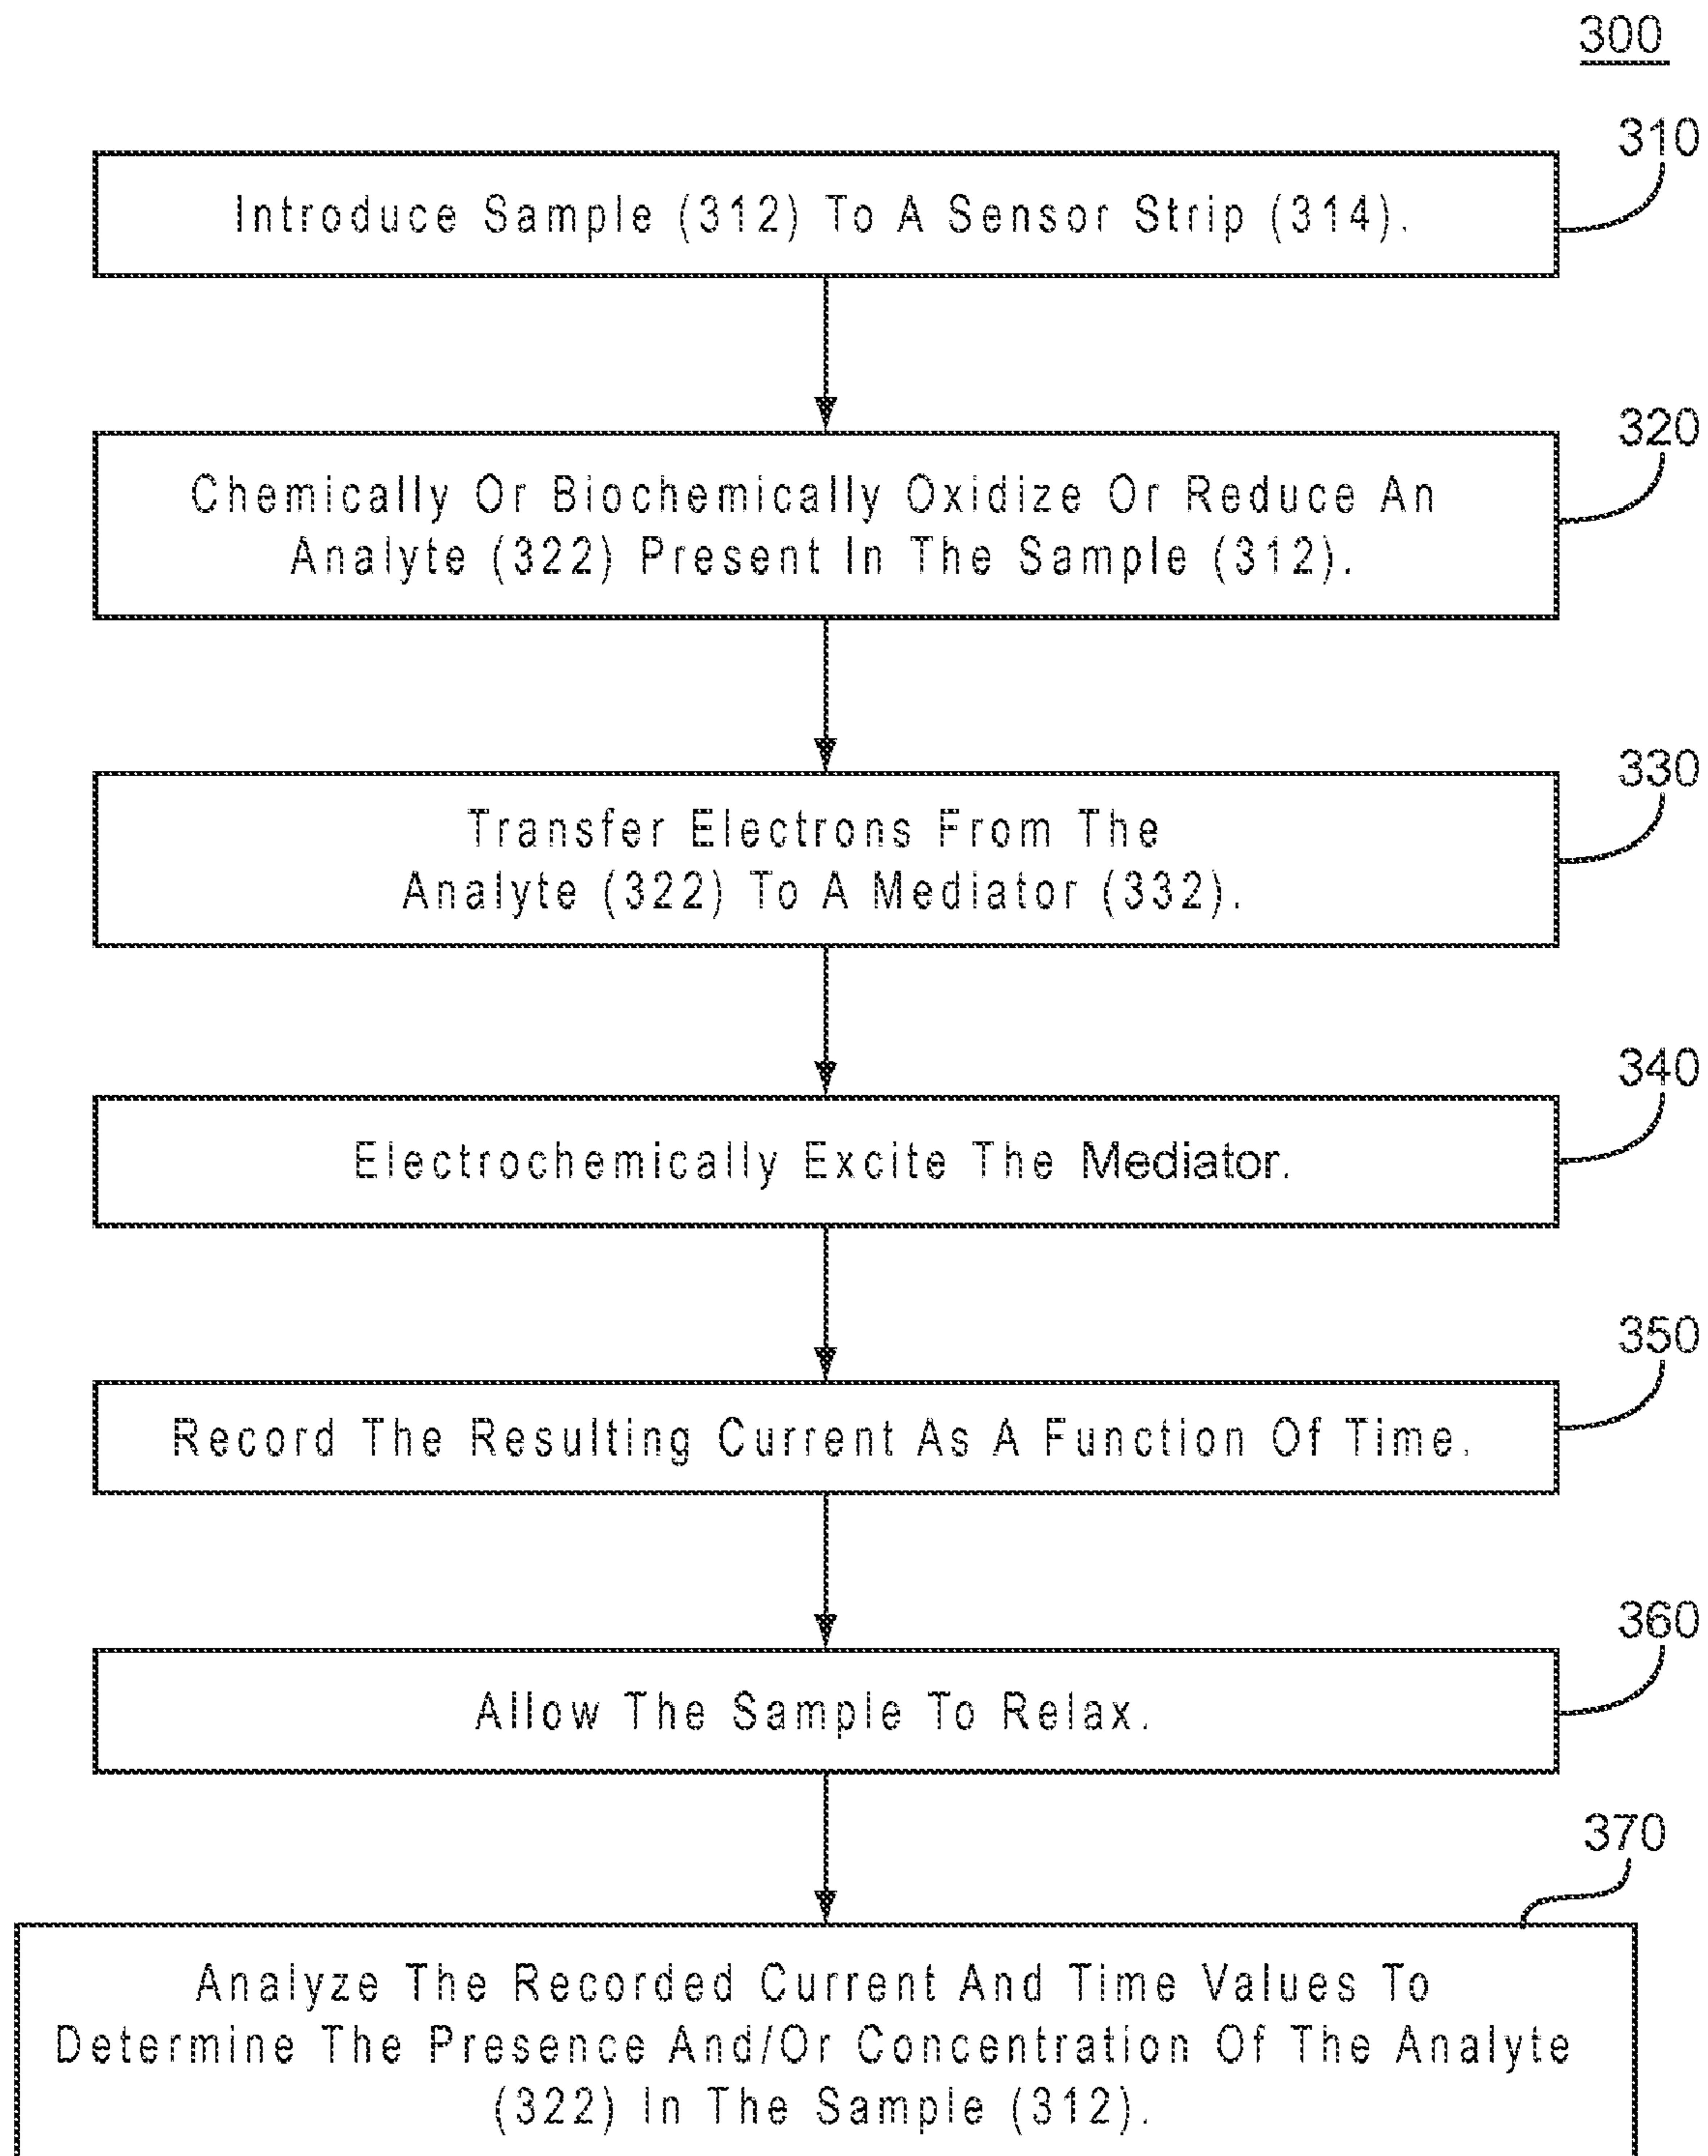 300
310
Introduce Sample (312) To A Sensor Strip (314).
320
Chemically Or Biochemically Oxidize Or Reduce An
Analyte (322) Present In The Sample (312).
330
Transfer Electrons From The
Analyte (322) To A Mediator (332).
340
Electrochemically Excite The Mediator.
350
Record The Resulting Current As A Function Of Time.
360
Allow The Sample To Relax.
370
Analyze The Recorded Current And Time Values To
Determine The Presence And/Or Concentration Of The Analyte
(322) In The Sample (312).